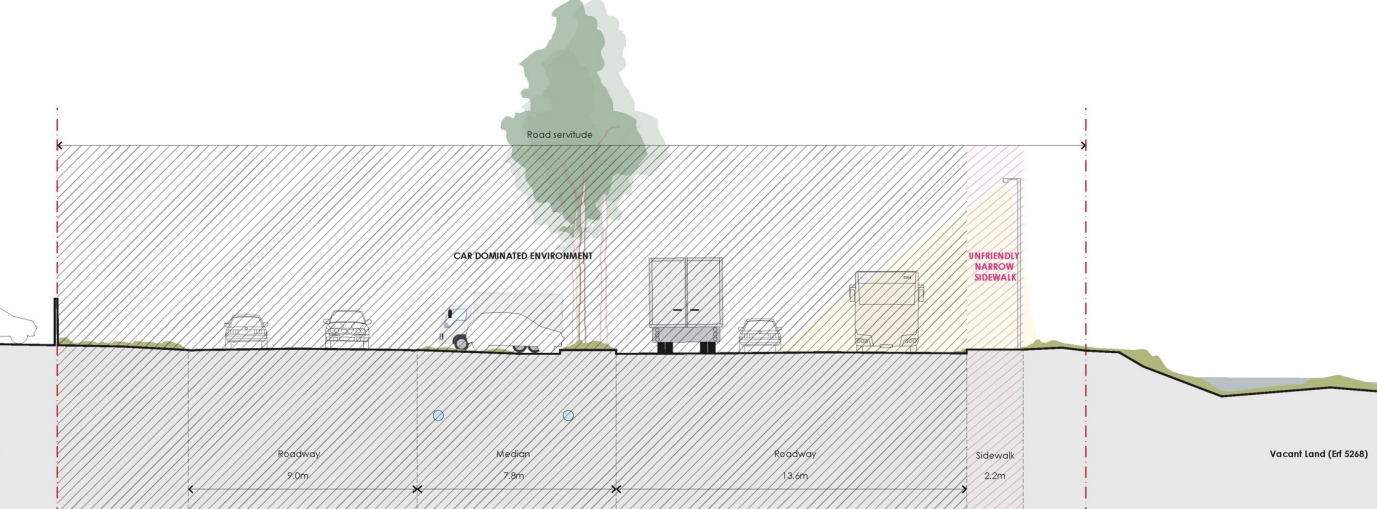 Road servitude
CAR DOMINATED ENVIRONMENT
UNFRIENDLY
NARROW
SIDEWALK
Roadway
9.0m
Median
7.8m
Roadway
13.6m
Sidewalk
2.2m
Vacant Land (Erf 5268)